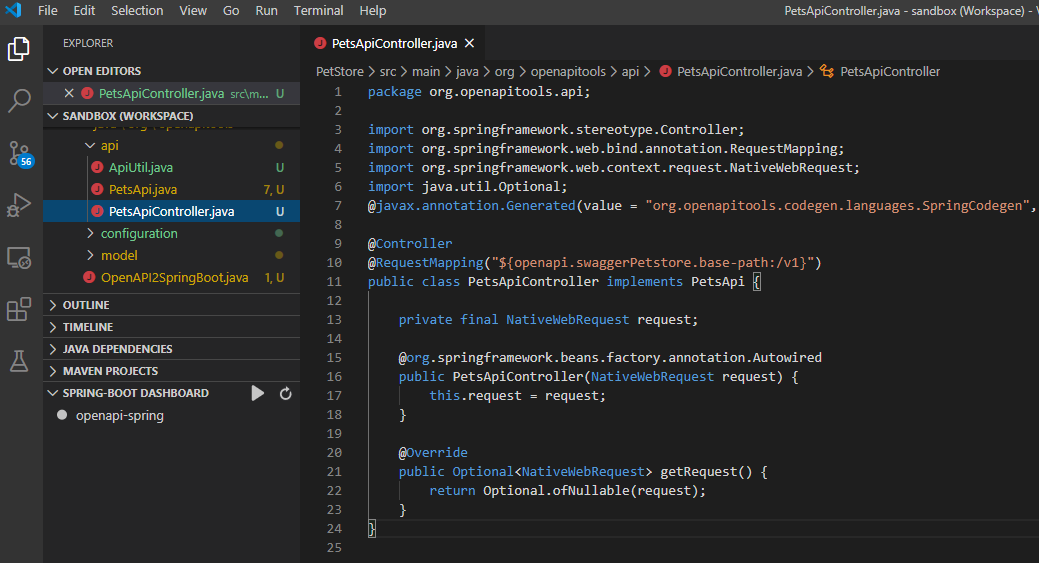 File Edit Selection View Go Run Terminal Help
PetsApiController.java - sandbox (Workspace) - V
EXPLORER
OPEN EDITORS
PetsApiController.java src\m... U
SANDBOX (WORKSPACE)
api
ApiUtil.java U
PetsApi.java 7, U
PetsApiController.java U
configuration
model
OpenAPI2SpringBoot.java 1, U
OUTLINE
TIMELINE
JAVA DEPENDENCIES
MAVEN PROJECTS
SPRING-BOOT DASHBOARD
openapi-spring
56
PetsApiController.java
PetStore > src > main > java > org > openapitools > api > PetsApiController.java > PetsApiController
1 package org.openapitools.api;
2
3 import org.springframework.stereotype.Controller;
4 import org.springframework.web.bind.annotation.RequestMapping;
5 import org.springframework.web.context.request.NativeWebRequest;
6 import java.util.Optional;
7 @javax.annotation.Generated(value = "org.openapitools.codegen.languages.SpringCodegen",
8
9 @Controller
10 @RequestMapping("${openapi.swaggerPetstore.base-path:/v1}")
11 public class PetsApiController implements PetsApi {
12
13 private final NativeWebRequest request;
14
15 @org.springframework.beans.factory.annotation.Autowired
16 public PetsApiController(NativeWebRequest request) {
17 this.request = request;
18 }
19
20 @Override
21 public Optional<NativeWebRequest> getRequest() {
22 return Optional.ofNullable(request);
23 }
24 }
25